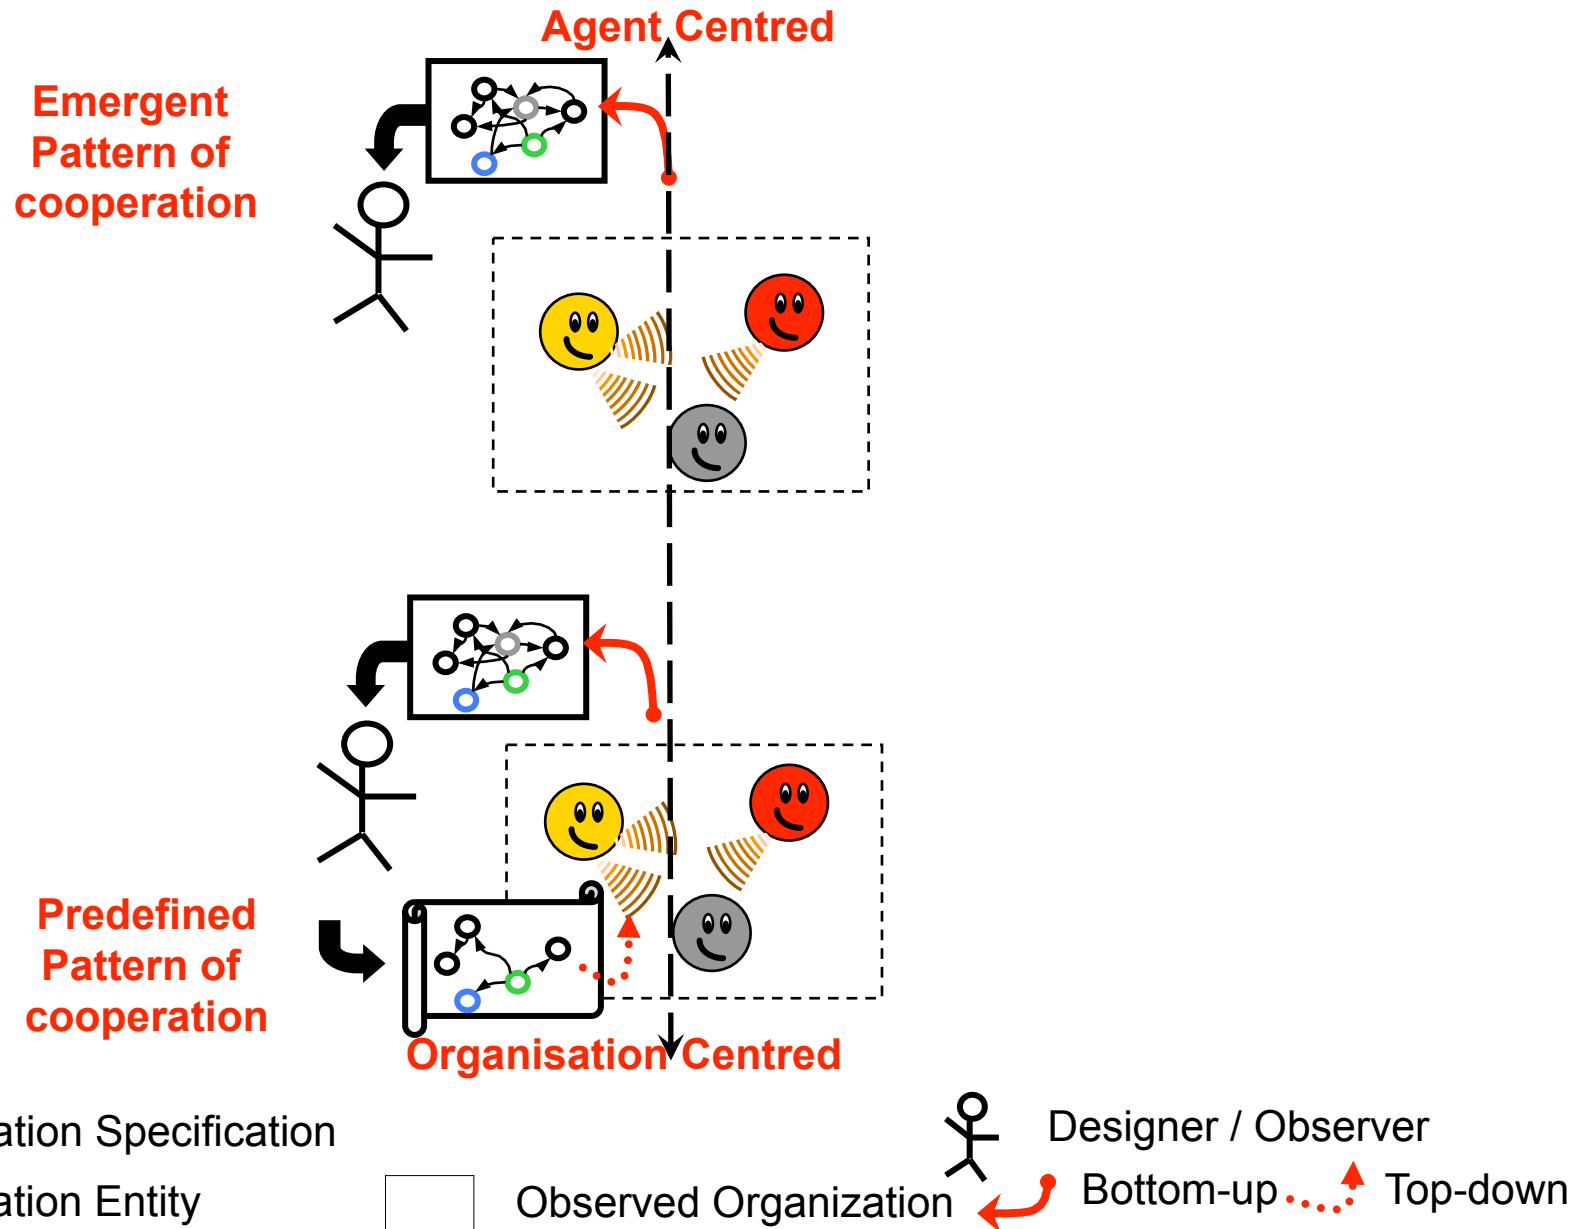 Agent Centred
Emergent
Pattern of
cooperation
Predefined
Pattern of
cooperation
Organisation Centred
ation Specification
Designer / Observer
ation Entity
Observed Organization
Bottom-up
Top-down